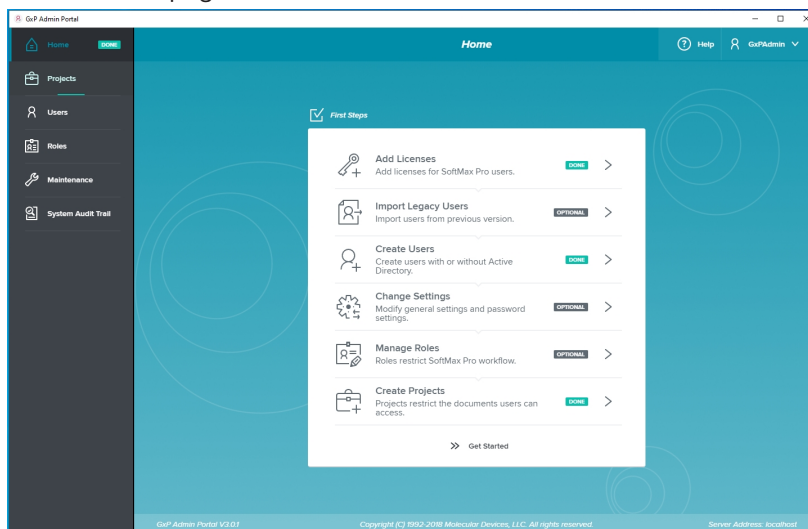 GxP Admin Portal
Home DONE
Home
Help
GxPAdmin
Projects
Users
Roles
Maintenance
System Audit Trail
First Steps
Add Licenses
Add licenses for SoftMax Pro users.
DONE
Import Legacy Users
Import users from previous version.
OPTIONAL
Create Users
Create users with or without Active
Directory.
DONE
Change Settings
Modify general settings and password
settings.
OPTIONAL
Manage Roles
Roles restrict SoftMax Pro workflow.
OPTIONAL
Create Projects
Projects restrict the documents users can
access.
DONE
Get Started
GxP Admin Portal V3.0.1
Copyright (C) 1992-2018 Molecular Devices, LLC. All rights reserved.
Server Address: localhost